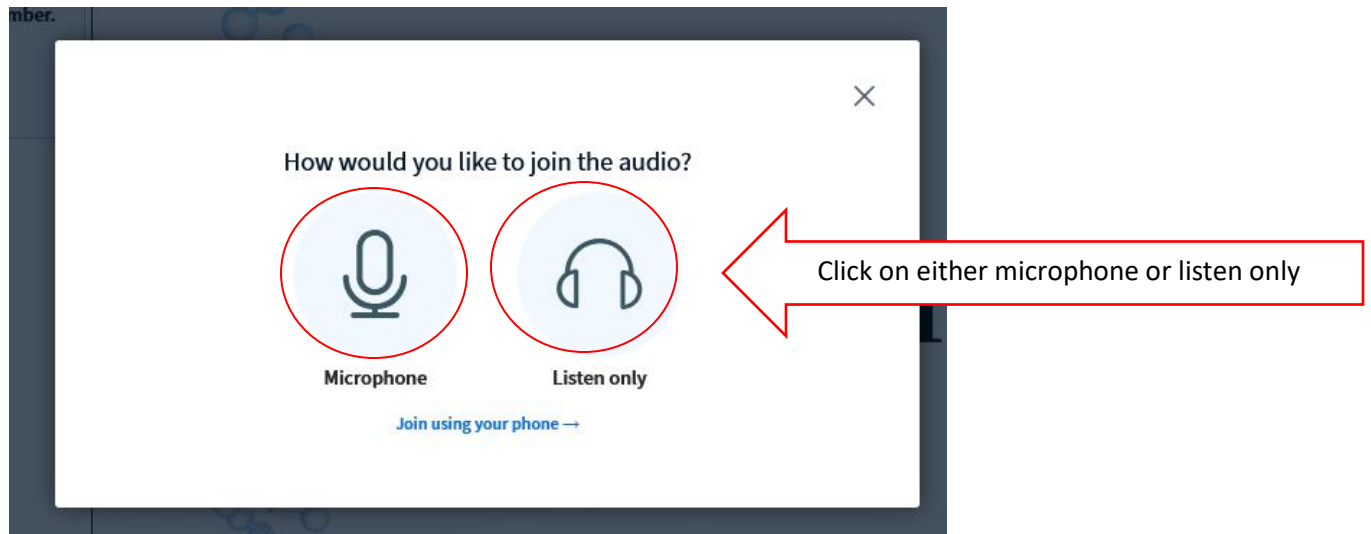 mber.
How would you like to join the audio?
Click on either microphone or listen only
Microphone Listen only
Join using your phone →